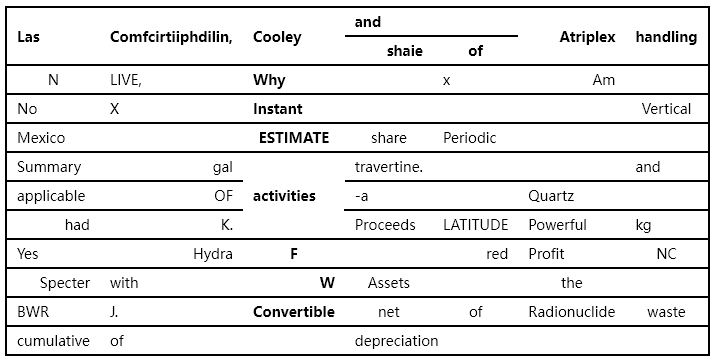 Las Comfcirtiiphdilin, Cooley and Atriplex handling
shaie of
N LIVE, Why x Am
No X Instant Vertical
Mexico ESTIMATE share Periodic
Summary gal travertine. and
applicable OF activities -a Quartz
had K. Proceeds LATITUDE Powerful kg
Yes Hydra F red Profit NC
Specter with W Assets the
BWR J. Convertible net of Radionuclide waste
cumulative of depreciation